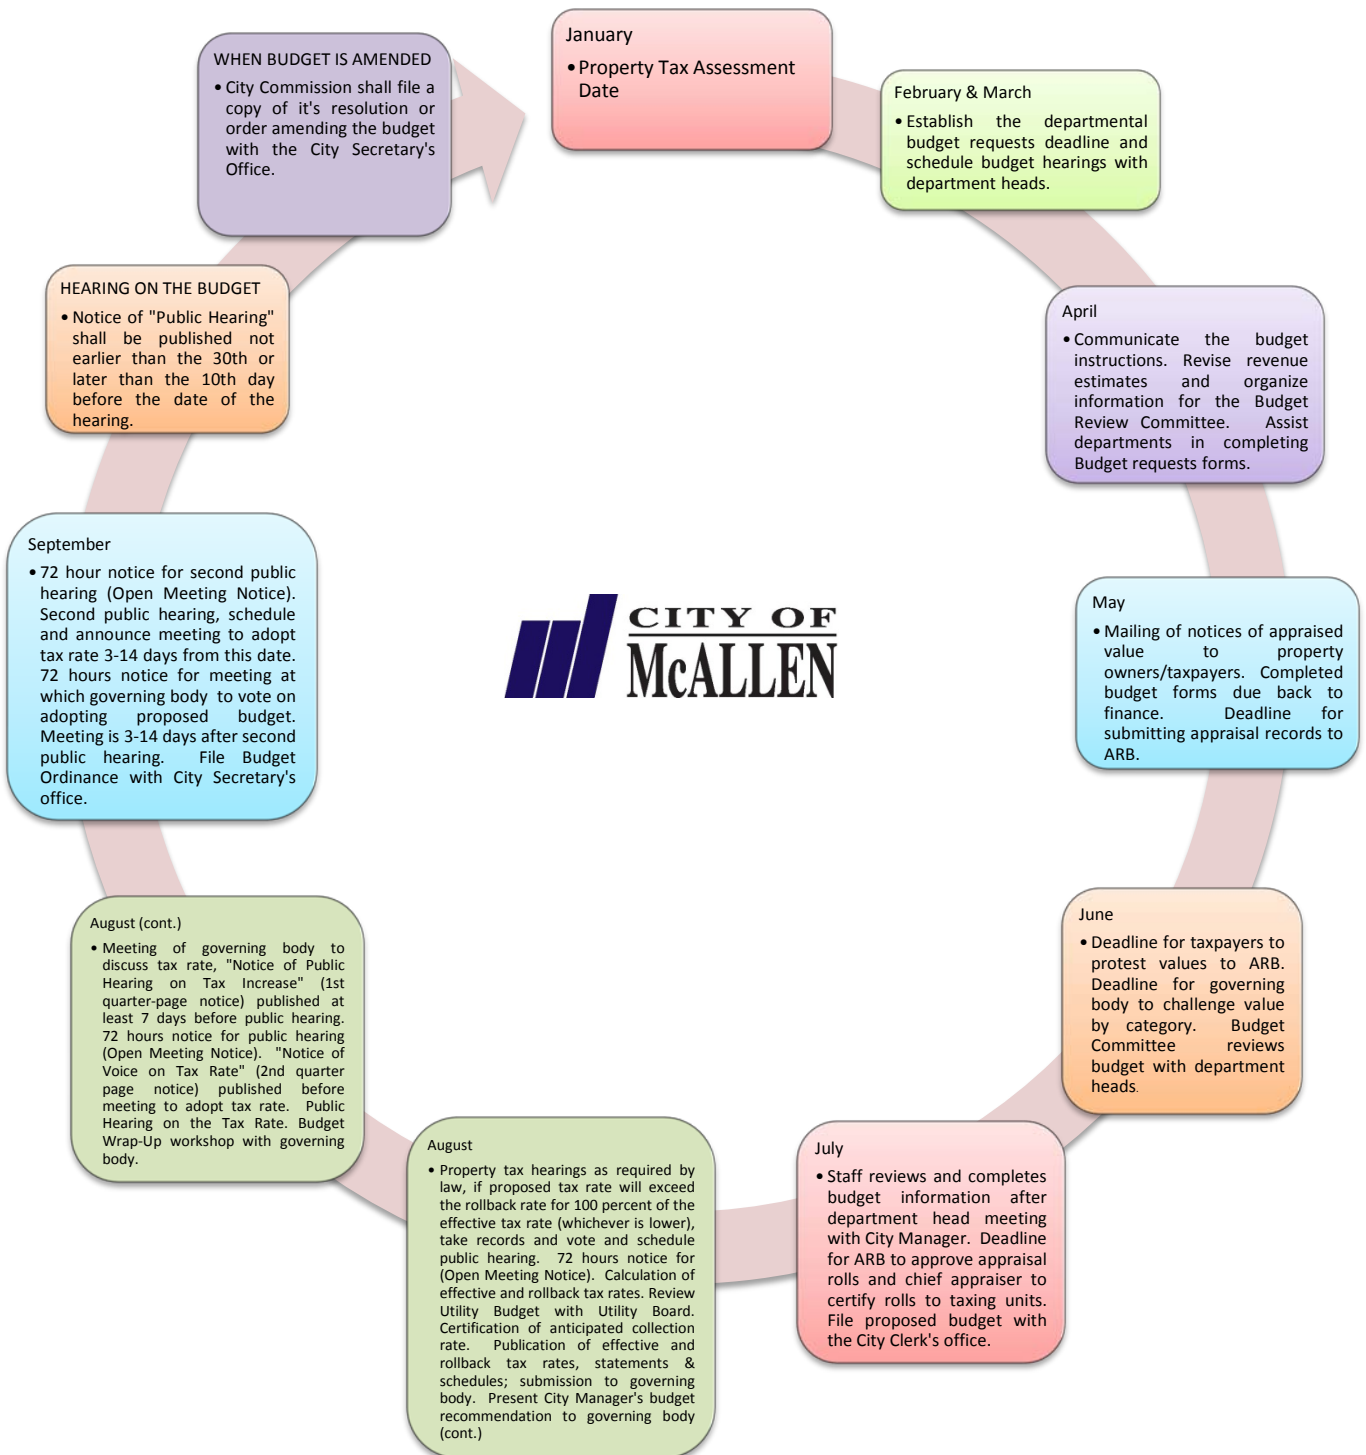 January
• Property Tax Assessment
Date
February & March
• Establish the departmental
budget requests deadline and
schedule budget hearings with
department heads.
April
• Communicate the budget
instructions. Revise revenue
estimates and organize
information for the Budget
Review Committee. Assist
departments in completing
Budget requests forms.
May
• Mailing of notices of appraised
value to property
owners/taxpayers. Completed
budget forms due back to
finance. Deadline for
submitting appraisal records to
ARB.
June
• Deadline for taxpayers to
protest values to ARB.
Deadline for governing
body to challenge value
by category. Budget
Committee reviews
budget with department
heads.
July
• Staff reviews and completes
budget information after
department head meeting
with City Manager. Deadline
for ARB to approve appraisal
rolls and chief appraiser to
certify rolls to taxing units.
File proposed budget with
the City Clerk's office.
August
• Property tax hearings as required by
law, if proposed tax rate will exceed
the rollback rate for 100 percent of the
effective tax rate (whichever is lower),
take records and vote and schedule
public hearing. 72 hours notice for
(Open Meeting Notice). Calculation of
effective and rollback tax rates. Review
Utility Budget with Utility Board.
Certification of anticipated collection
rate. Publication of effective and
rollback tax rates, statements &
schedules; submission to governing
body. Present City Manager's budget
recommendation to governing body
(cont.)
August (cont.)
• Meeting of governing body to
discuss tax rate, "Notice of Public
Hearing on Tax Increase" (1st
quarter-page notice) published at
least 7 days before public hearing.
72 hours notice for public hearing
(Open Meeting Notice). "Notice of
Voice on Tax Rate" (2nd quarter
page notice) published before
meeting to adopt tax rate. Public
Hearing on the Tax Rate. Budget
Wrap-Up workshop with governing
body.
September
• 72 hour notice for second public
hearing (Open Meeting Notice).
Second public hearing, schedule
and announce meeting to adopt
tax rate 3-14 days from this date.
72 hours notice for meeting at
which governing body to vote on
adopting proposed budget.
Meeting is 3-14 days after second
public hearing. File Budget
Ordinance with City Secretary's
office.
HEARING ON THE BUDGET
• Notice of "Public Hearing"
shall be published not
earlier than the 30th or
later than the 10th day
before the date of the
hearing.
WHEN BUDGET IS AMENDED
• City Commission shall file a
copy of it's resolution or
order amending the budget
with the City Secretary's
Office.
CITY OF
McALLEN